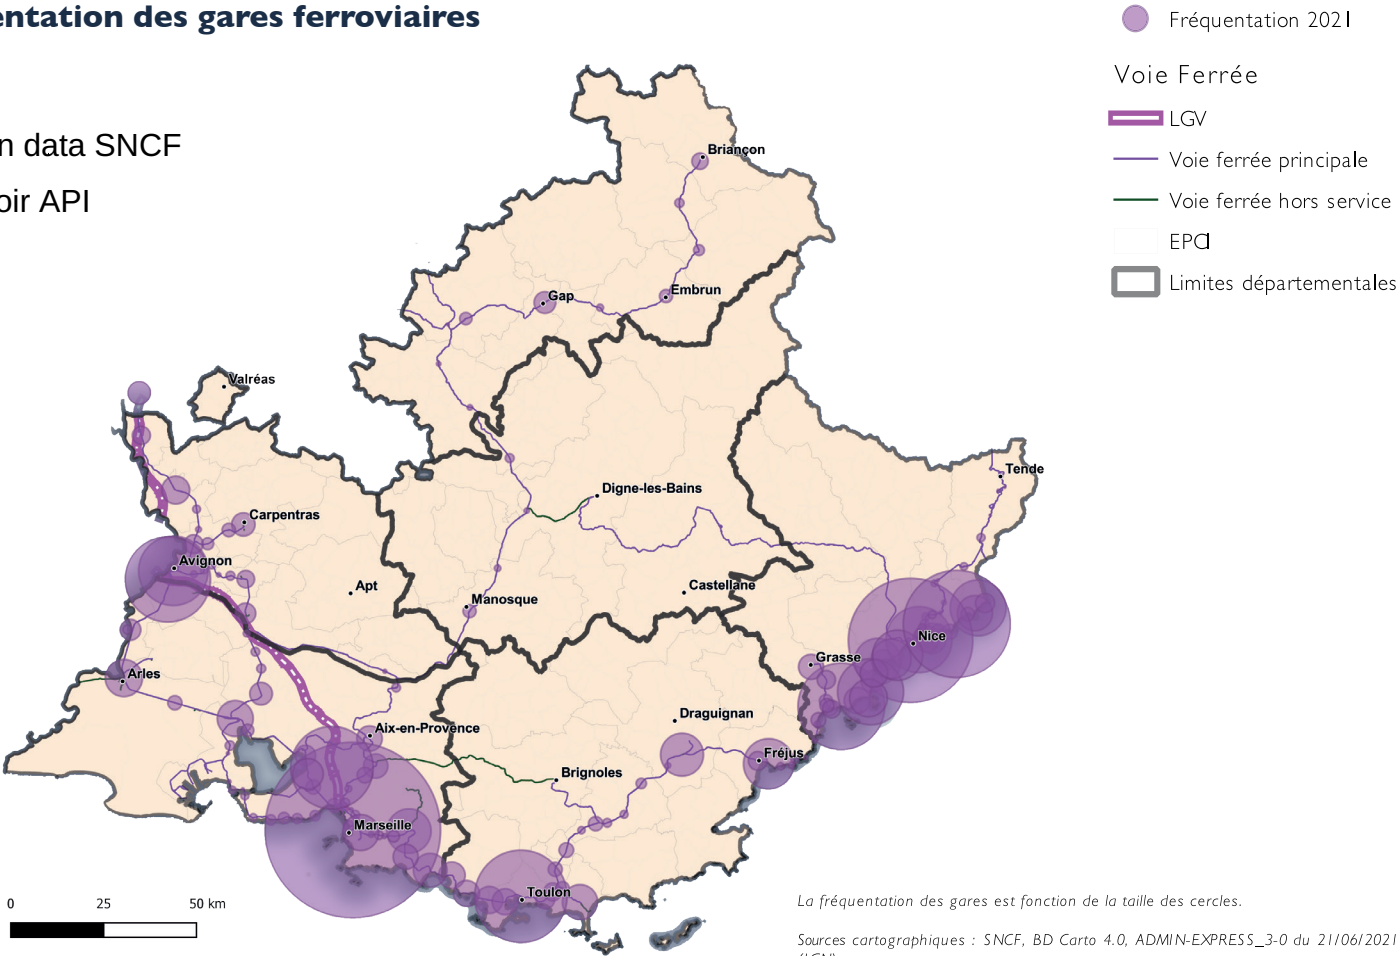 entation des gares ferroviaires
n data SNCF
oir API
Fréquentation 2021
Voie Ferrée
LGV
Voie ferrée principale
Voie ferrée hors service
EPCI
Limites départementales
Briançon
Embrun
Gap
Valréas
Tende
Digne-les-Bains
Carpentras
Avignon
Apt
Castellane
Manosque
Nice
Grasse
Arles
Draguignan
Aix-en-Provence
Fréjus
Brignoles
Marseille
Toulon
0 25 50 km
La fréquentation des gares est fonction de la taille des cercles.
Sources cartographiques : SNCF, BD Carto 4.0, ADMIN-EXPRESS_3-0 du 21/06/2021